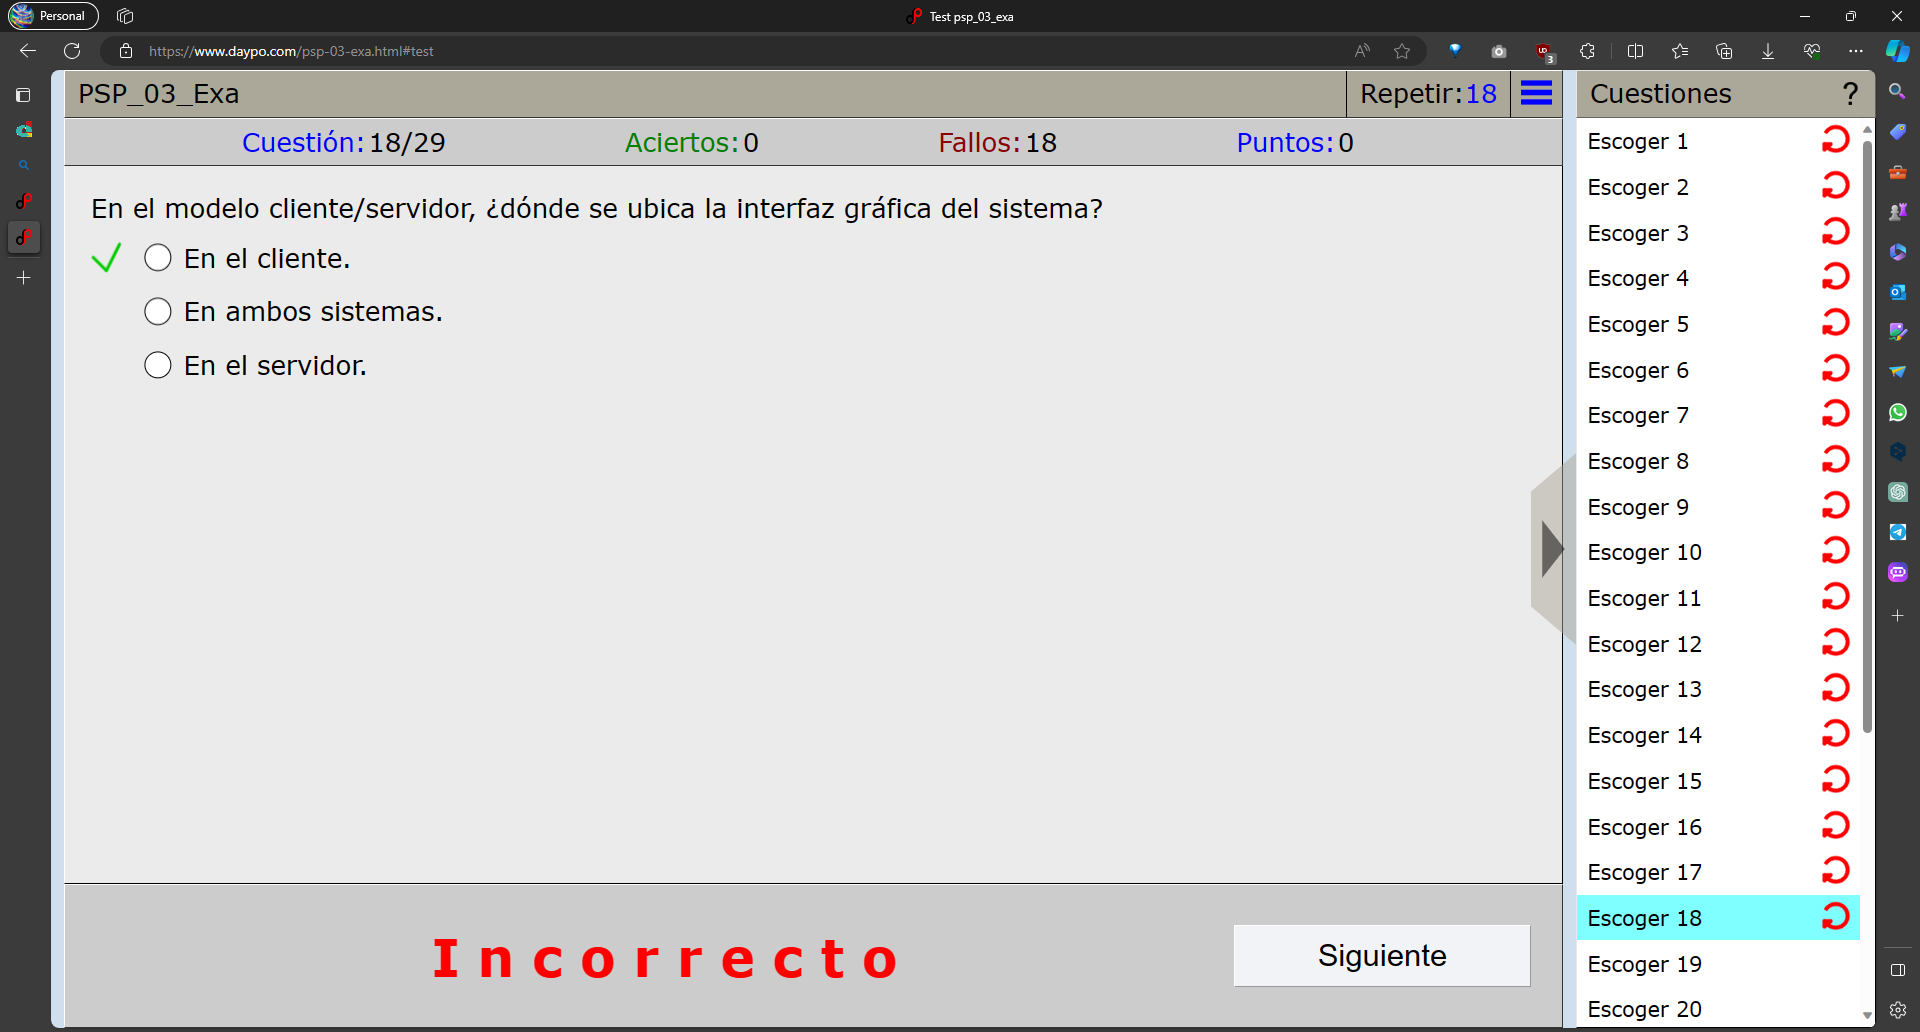 Personal
Test psp_03_exa
https://www.daypo.com/psp-03-exa.html#test
3
PSP_03_Exa
Repetir:18
Cuestión:18/29
Aciertos:0
Fallos:18
Puntos:0
En el modelo cliente/servidor, ¿dónde se ubica la interfaz gráfica del sistema?
En el cliente.
En ambos sistemas.
En el servidor.
Incorrecto
Siguiente
Cuestiones
?
Escoger 1
Escoger 2
Escoger 3
Escoger 4
Escoger 5
Escoger 6
Escoger 7
Escoger 8
Escoger 9
Escoger 10
Escoger 11
Escoger 12
Escoger 13
Escoger 14
Escoger 15
Escoger 16
Escoger 17
Escoger 18
Escoger 19
Escoger 20